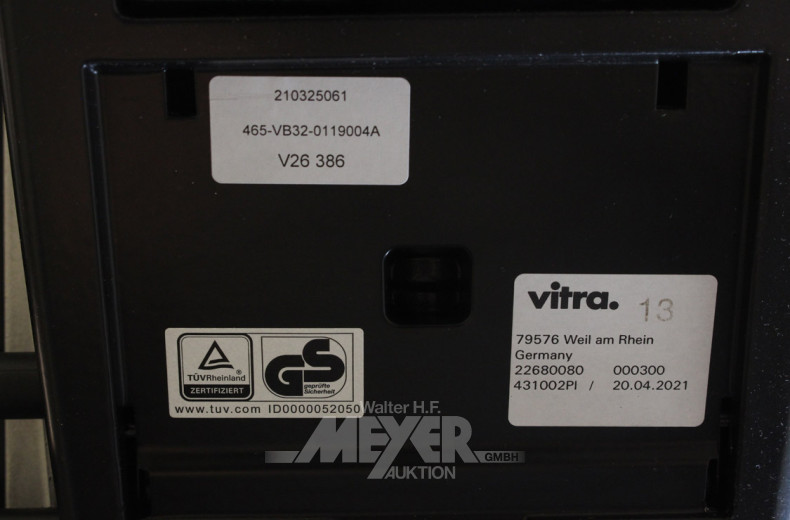 210325061
465-VB32-0119004A
V26 386
vitra. 13
79576 Weil am Rhein
Germany
22680080 000300
431002PI / 20.04.2021
TÜVRheinland
ZERTIFIZIERT
GS
geprüfte
Sicherheit
www.tuv.com ID0000052050
Walter H.F.
MEYER
GMBH
AUKTION